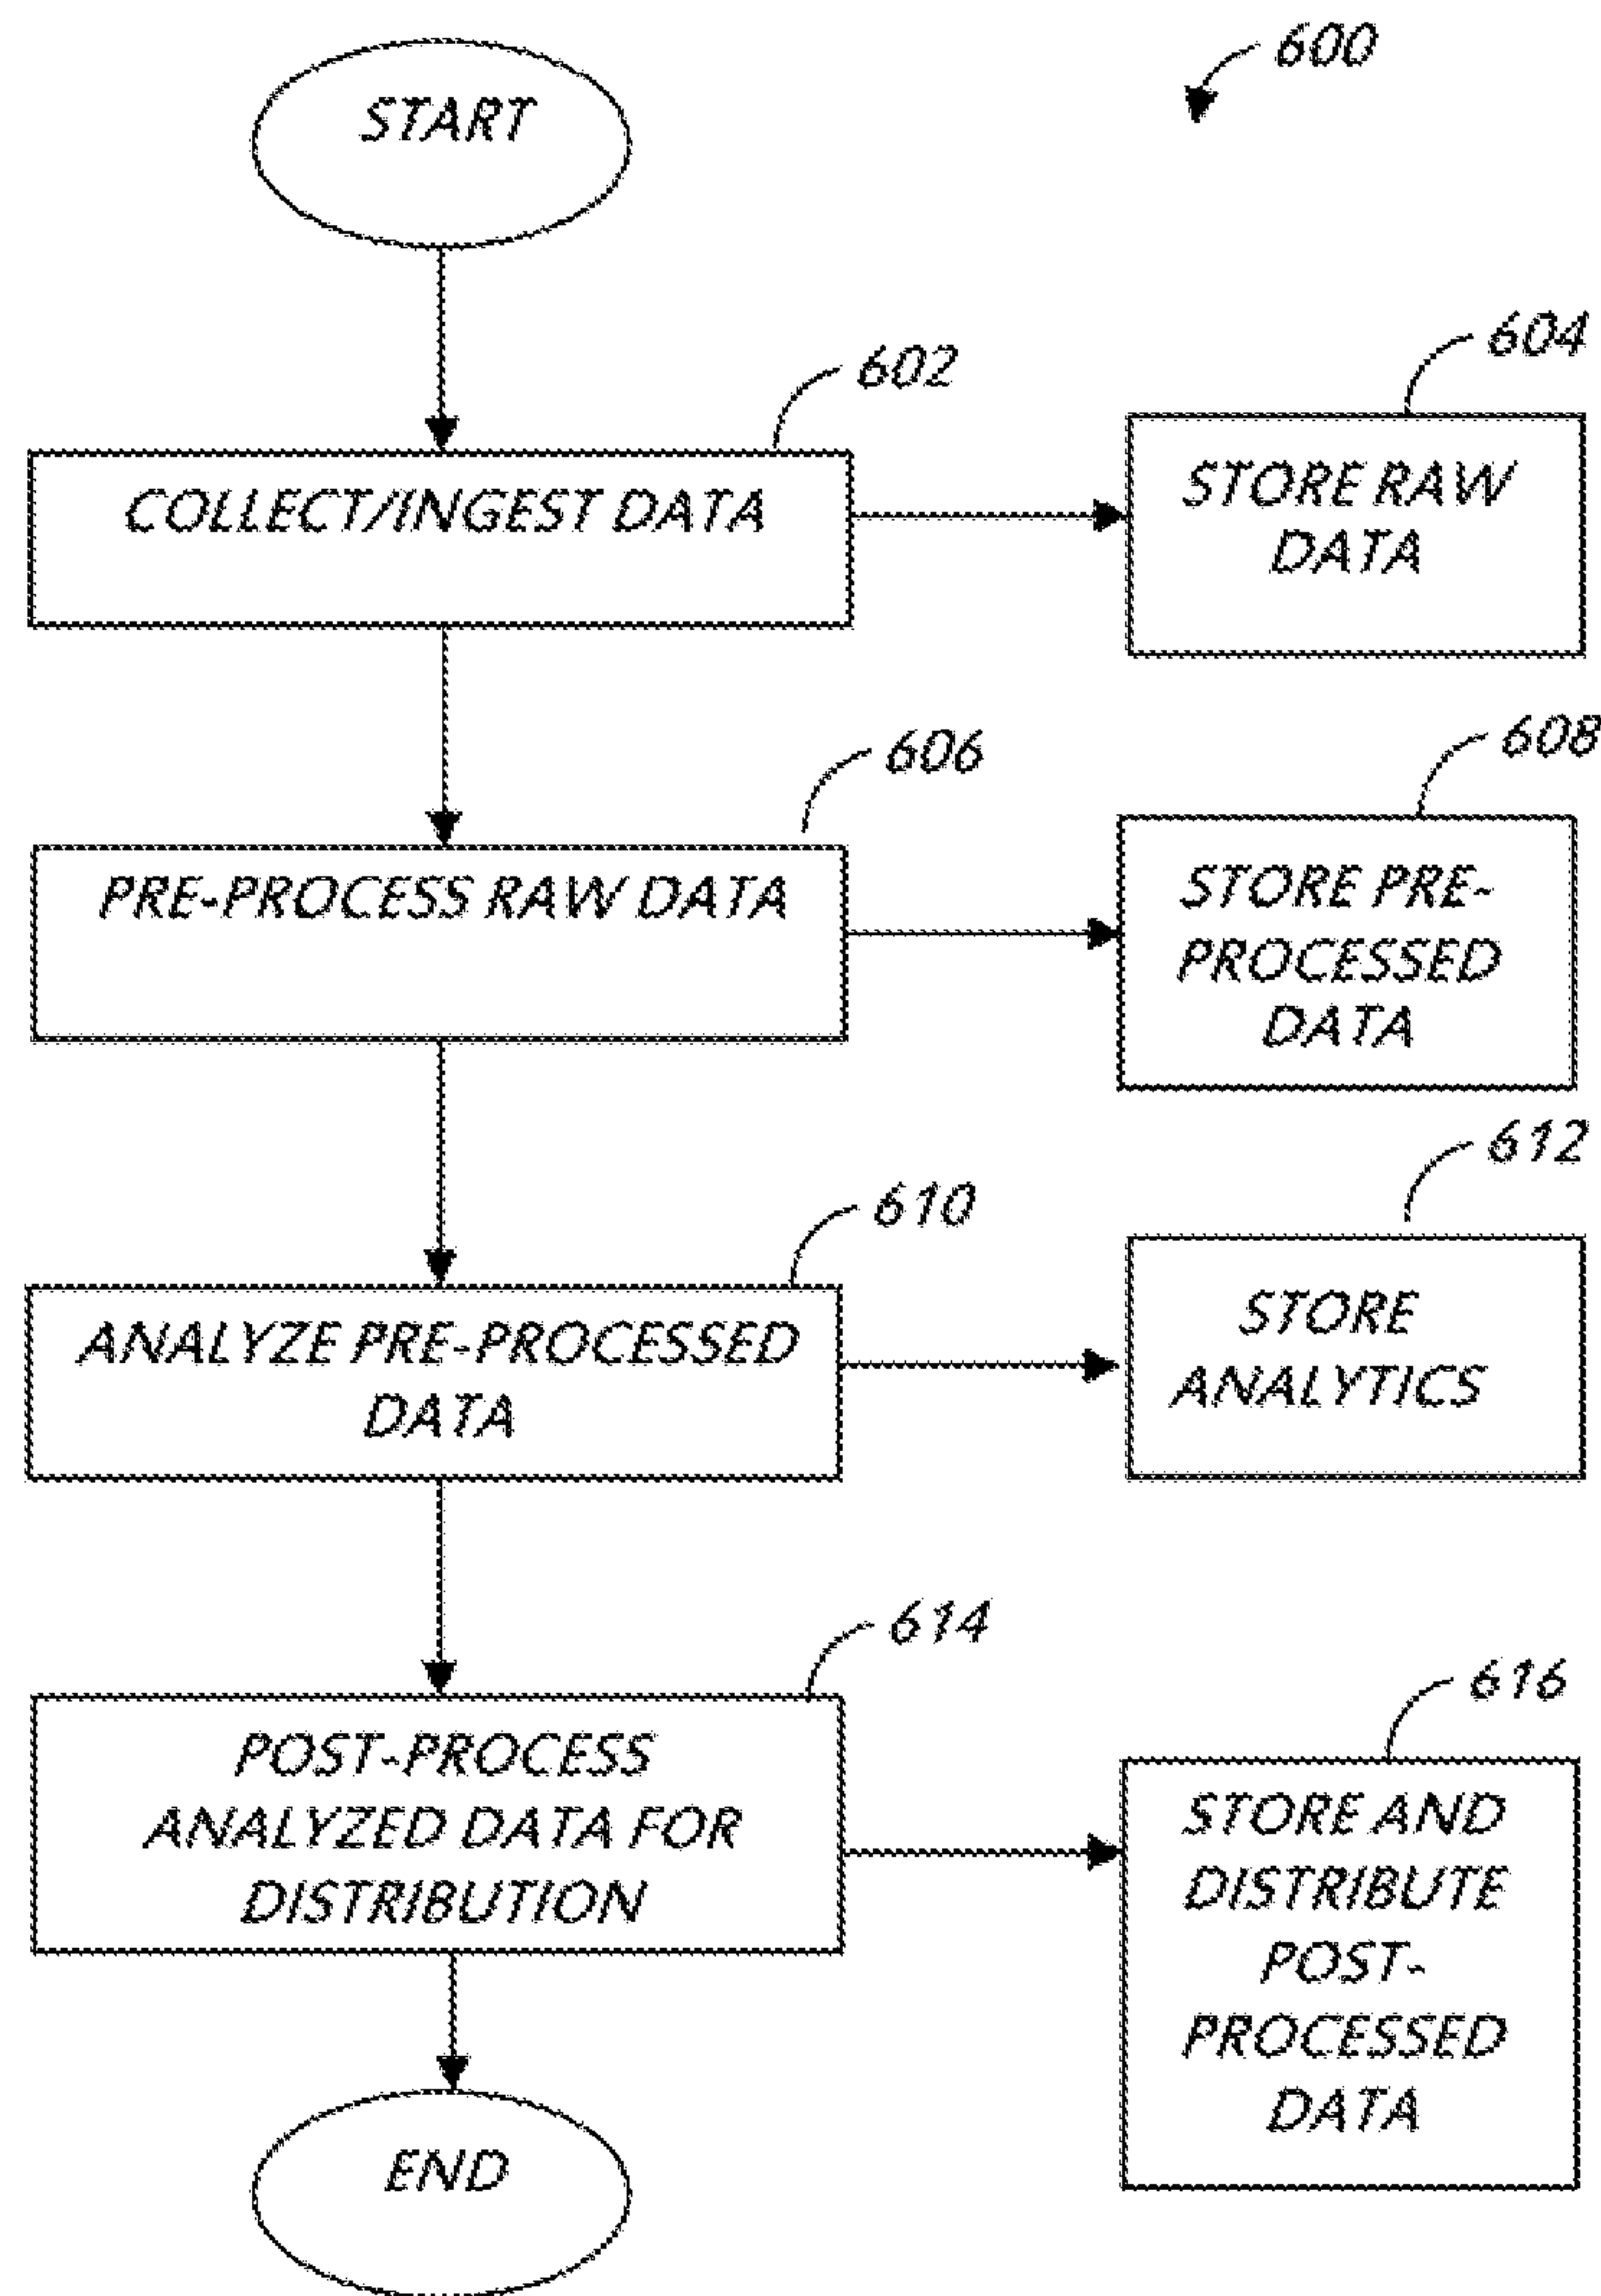 600
START
602
COLLECT/INGEST DATA
604
STORE RAW
DATA
606
PRE-PROCESS RAW DATA
608
STORE PRE-
PROCESSED
DATA
610
ANALYZE PRE-PROCESSED
DATA
612
STORE
ANALYTICS
614
POST-PROCESS
ANALYZED DATA FOR
DISTRIBUTION
616
STORE AND
DISTRIBUTE
POST-
PROCESSED
DATA
END